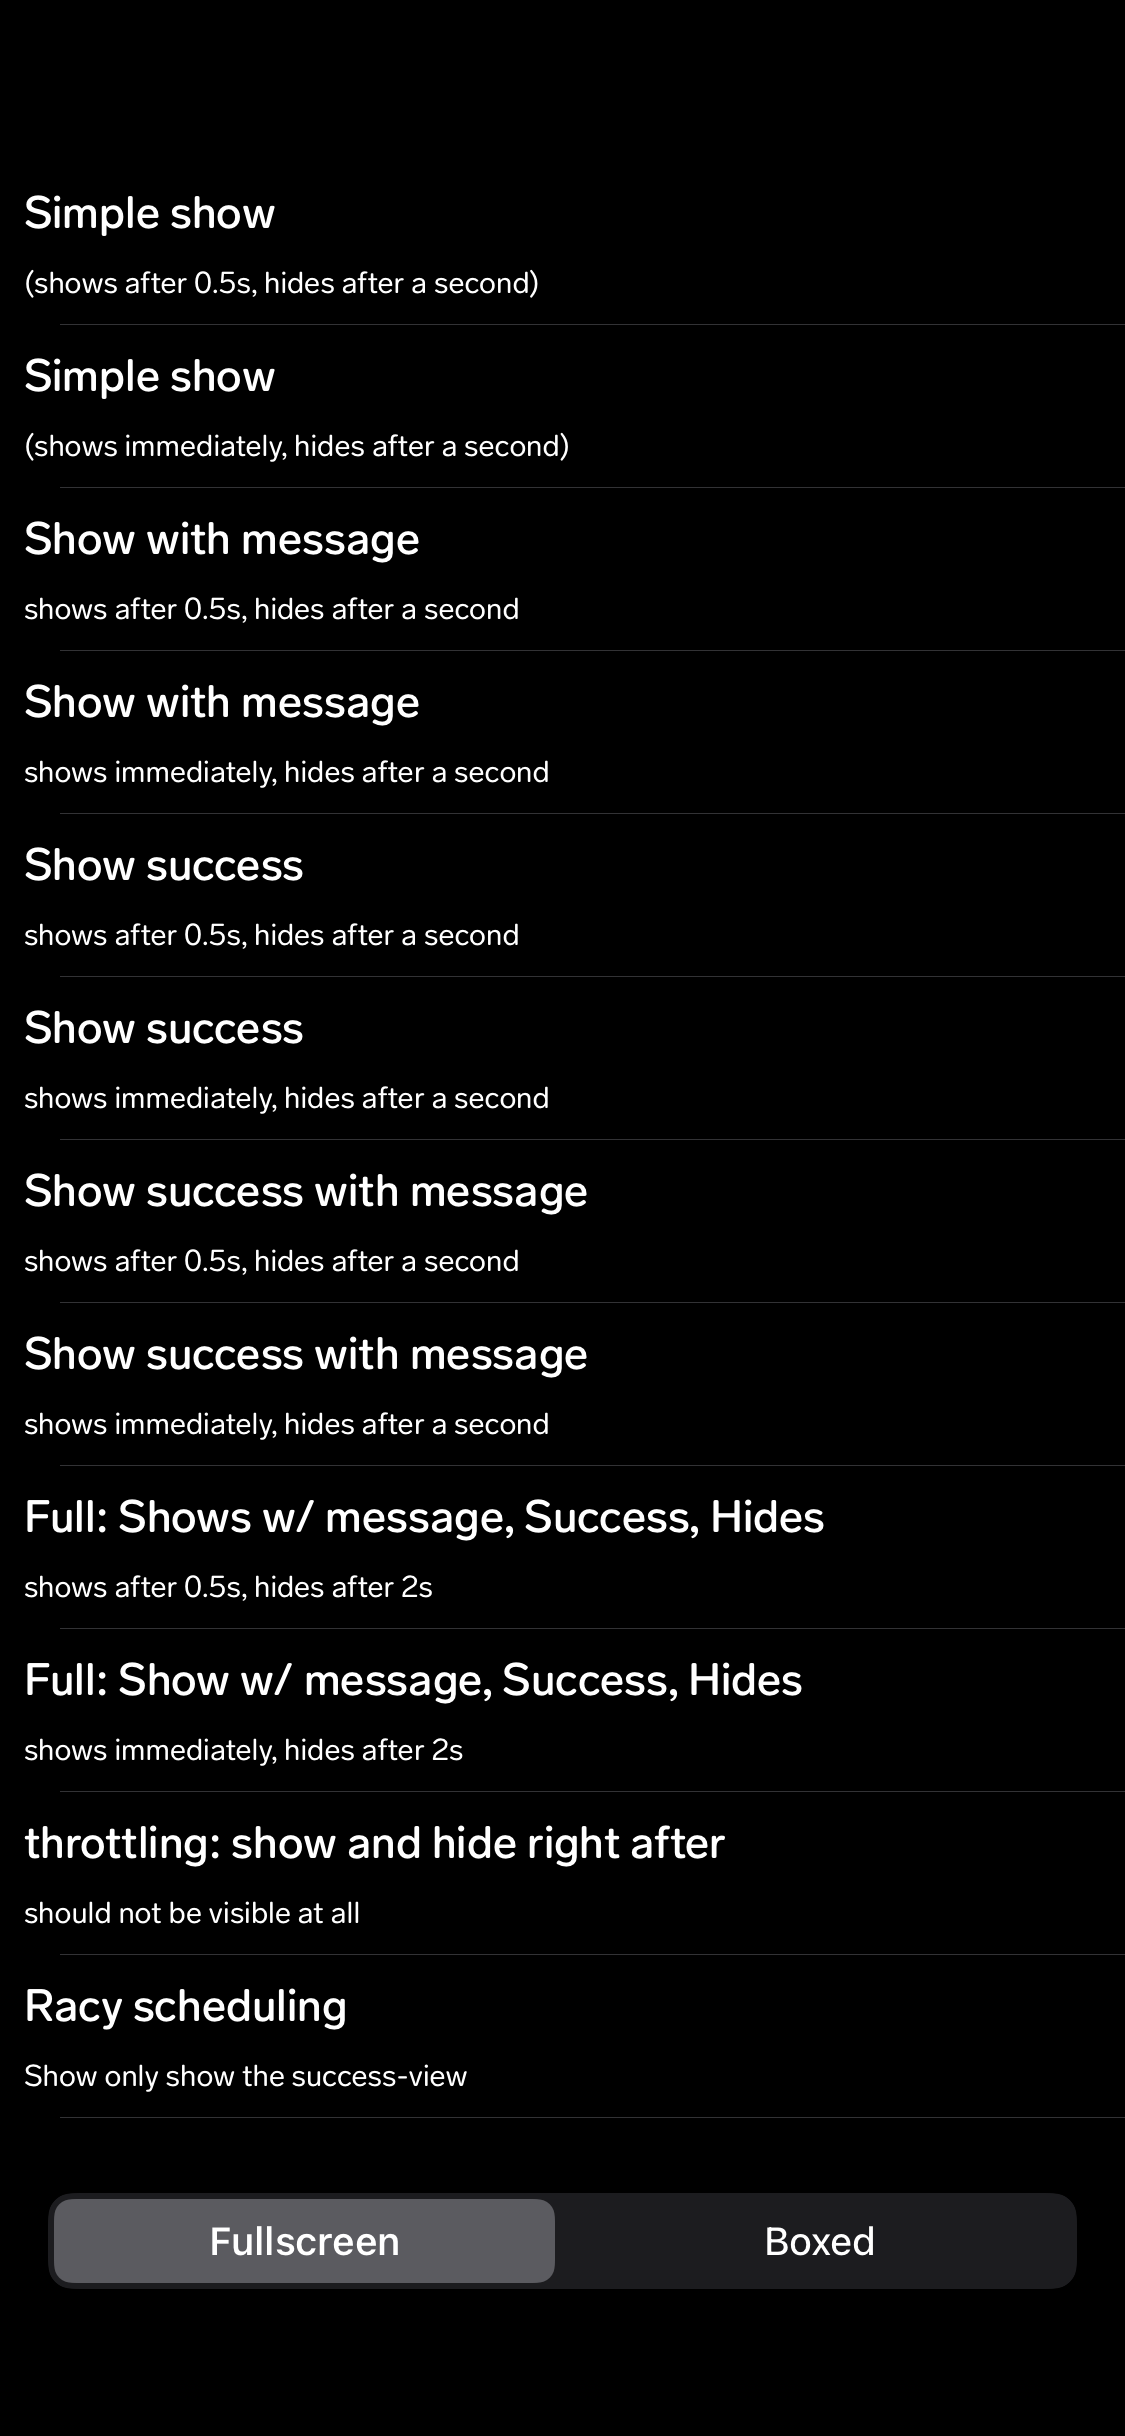 Simple show
(shows after 0.5s, hides after a second)
Simple show
(shows immediately, hides after a second)
Show with message
shows after 0.5s, hides after a second
Show with message
shows immediately, hides after a second
Show success
shows after 0.5s, hides after a second
Show success
shows immediately, hides after a second
Show success with message
shows after 0.5s, hides after a second
Show success with message
shows immediately, hides after a second
Full: Shows w/ message, Success, Hides
shows after 0.5s, hides after 2s
Full: Show w/ message, Success, Hides
shows immediately, hides after 2s
throttling: show and hide right after
should not be visible at all
Racy scheduling
Show only show the success-view
Fullscreen Boxed